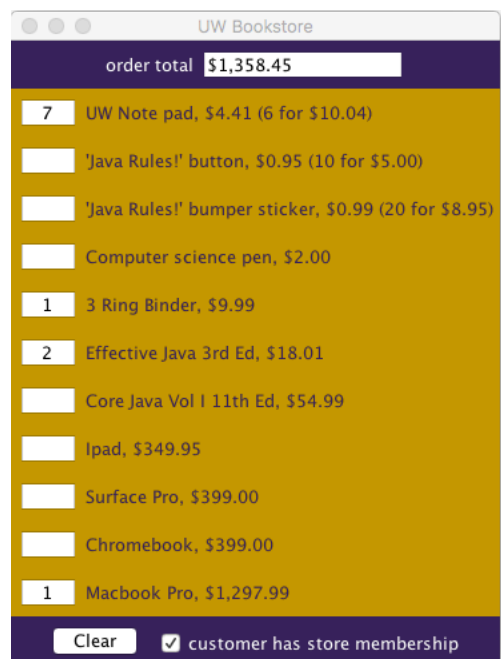 UW Bookstore
order total $1,358.45
7 UW Note pad, $4.41 (6 for $10.04)
'Java Rules!' button, $0.95 (10 for $5.00)
'Java Rules!' bumper sticker, $0.99 (20 for $8.95)
Computer science pen, $2.00
1 3 Ring Binder, $9.99
2 Effective Java 3rd Ed, $18.01
Core Java Vol I 11th Ed, $54.99
Ipad, $349.95
Surface Pro, $399.00
Chromebook, $399.00
1 Macbook Pro, $1,297.99
Clear customer has store membership